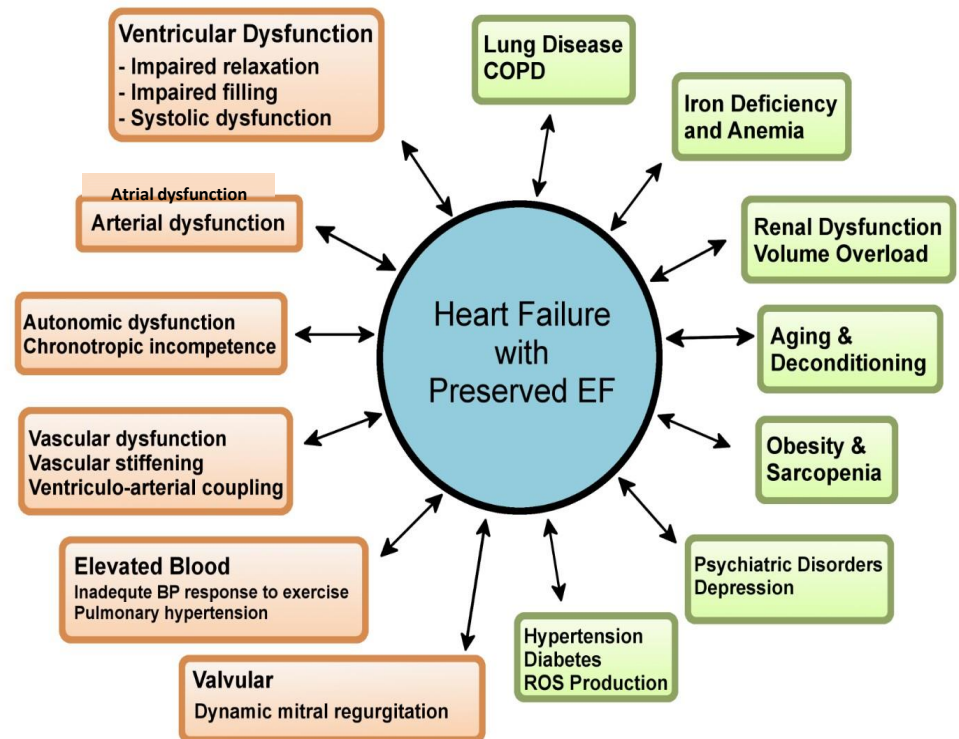 Ventricular Dysfunction
- Impaired relaxation
- Impaired filling
- Systolic dysfunction
Atrial dysfunction
Arterial dysfunction
Autonomic dysfunction
Chronotropic incompetence
Vascular dysfunction
Vascular stiffening
Ventriculo-arterial coupling
Elevated Blood
Inadequte BP response to exercise
Pulmonary hypertension
Valvular
Dynamic mitral regurgitation
Heart Failure
with
Preserved EF
Lung Disease
COPD
Iron Deficiency
and Anemia
Renal Dysfunction
Volume Overload
Aging &
Deconditioning
Obesity &
Sarcopenia
Psychiatric Disorders
Depression
Hypertension
Diabetes
ROS Production